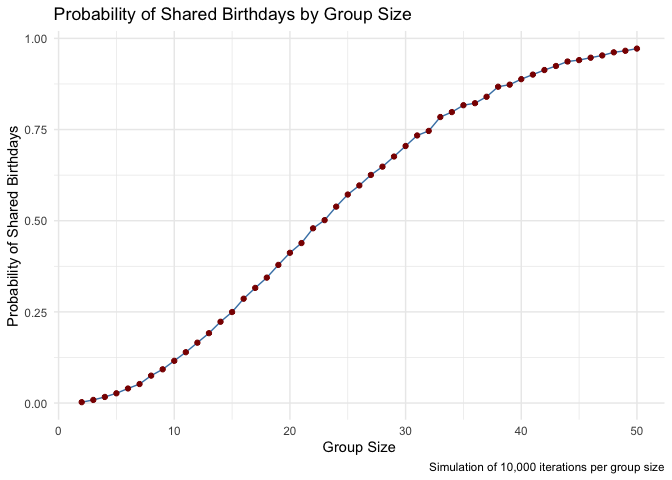 Probability of Shared Birthdays by Group Size
Probability of Shared Birthdays
1.00
0.75
0.50
0.25
0.00
0 10 20 30 40 50
Group Size
Simulation of 10,000 iterations per group size